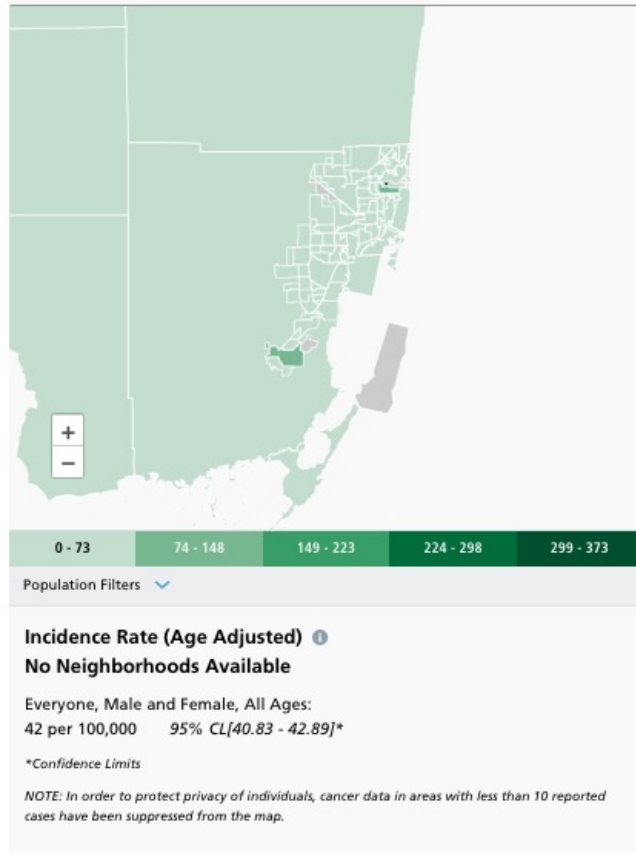 +
−
0 - 73
74 - 148
149 - 223
224 - 298
299 - 373
Population Filters
Incidence Rate (Age Adjusted) i
No Neighborhoods Available
Everyone, Male and Female, All Ages:
42 per 100,000 95% CL[40.83 - 42.89]*
*Confidence Limits
NOTE: In order to protect privacy of individuals, cancer data in areas with less than 10 reported
cases have been suppressed from the map.